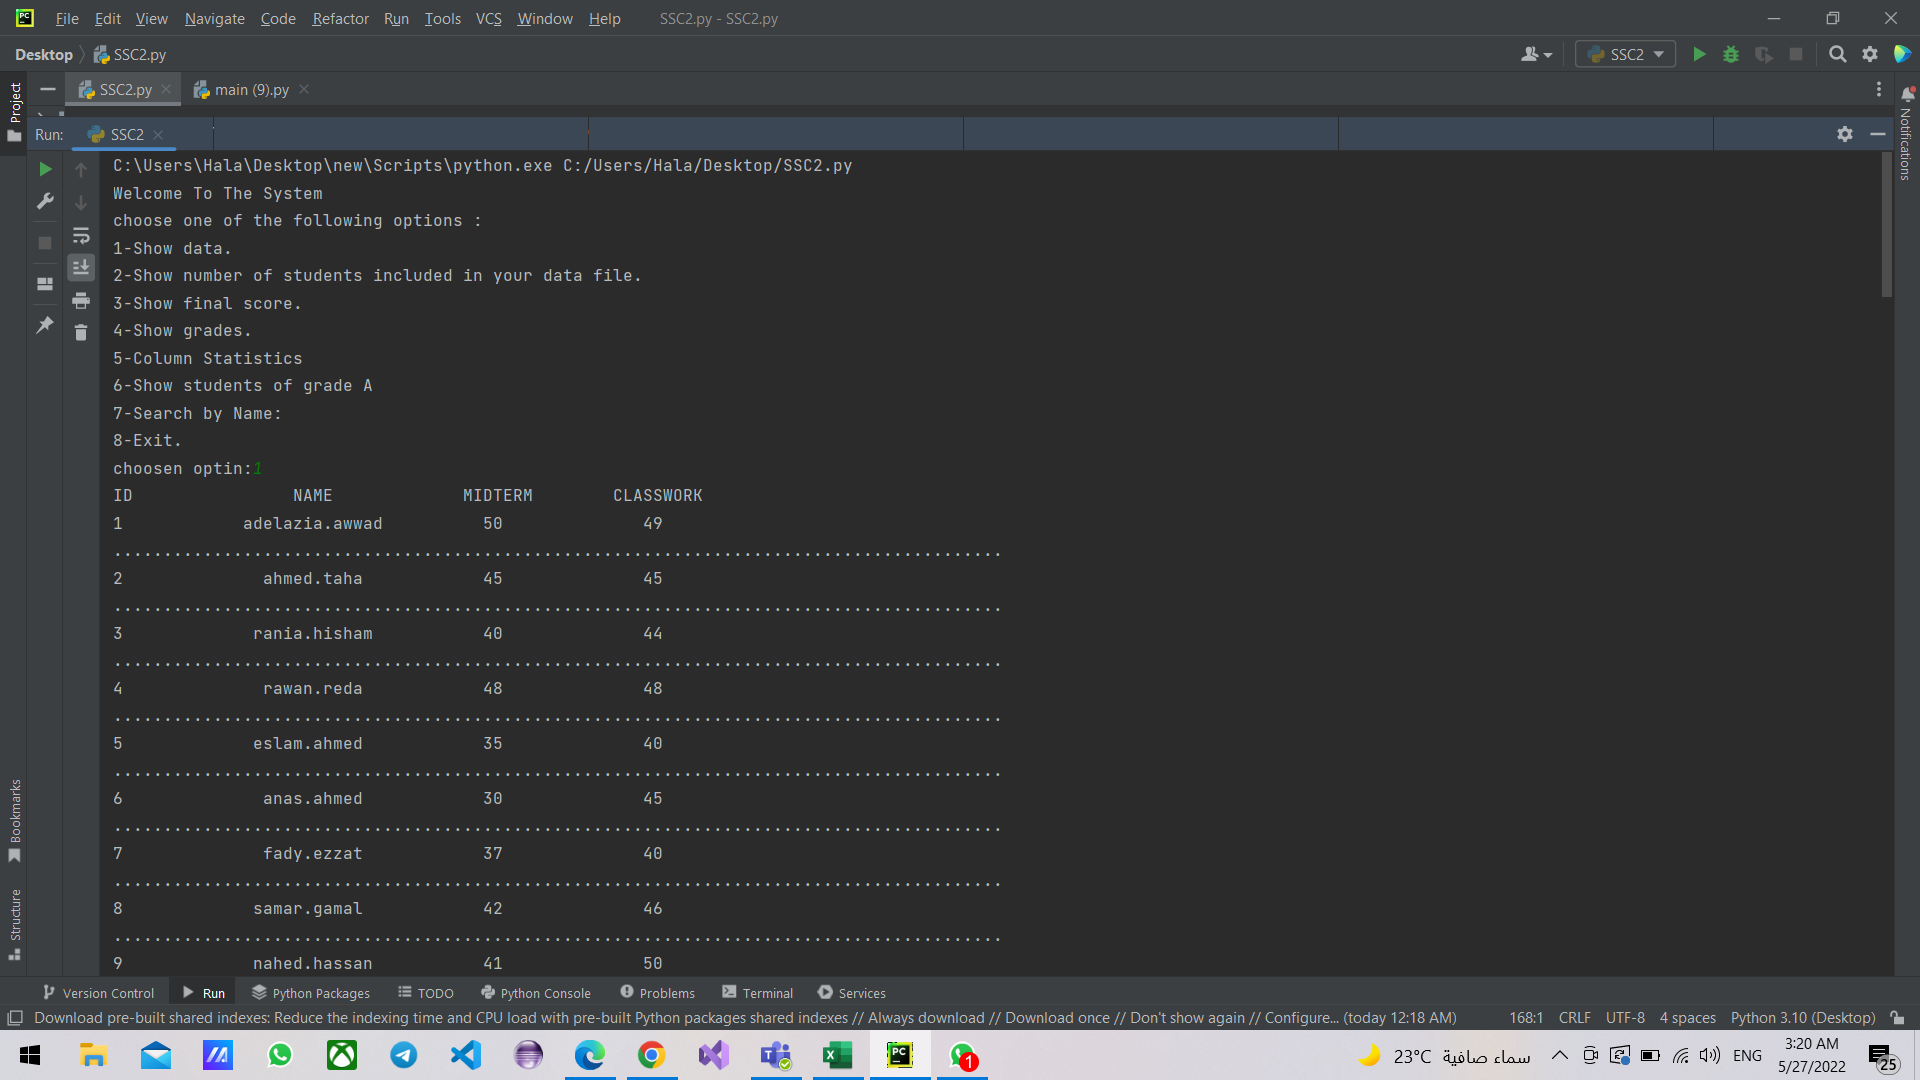 File Edit View Navigate Code Refactor Run Tools VCS Window Help SSC2.py - SSC2.py
Desktop SSC2.py SSC2
SSC2.py main (9).py
Project
Notifications
Run: SSC2
C:\Users\Hala\Desktop\new\Scripts\python.exe C:/Users/Hala/Desktop/SSC2.py
Welcome To The System
choose one of the following options :
1-Show data.
2-Show number of students included in your data file.
3-Show final score.
4-Show grades.
5-Column Statistics
6-Show students of grade A
7-Search by Name:
8-Exit.
choosen optin:1
ID NAME MIDTERM CLASSWORK
1 adelazia.awwad 50 49
.........................................................................................
2 ahmed.taha 45 45
.........................................................................................
3 rania.hisham 40 44
.........................................................................................
4 rawan.reda 48 48
.........................................................................................
5 eslam.ahmed 35 40
.........................................................................................
6 anas.ahmed 30 45
.........................................................................................
7 fady.ezzat 37 40
.........................................................................................
8 samar.gamal 42 46
.........................................................................................
9 nahed.hassan 41 50
Bookmarks
Structure
Version Control Run Python Packages TODO Python Console Problems Terminal Services
Download pre-built shared indexes: Reduce the indexing time and CPU load with pre-built Python packages shared indexes // Always download // Download once // Don't show again // Configure... (today 12:18 AM) 168:1 CRLF UTF-8 4 spaces Python 3.10 (Desktop)
PC 1 23°C سماء صافية ENG 3:20 AM
5/27/2022 25